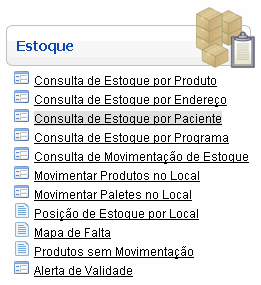 Estoque
Consulta de Estoque por Produto
Consulta de Estoque por Endereço
Consulta de Estoque por Paciente
Consulta de Estoque por Programa
Consulta de Movimentação de Estoque
Movimentar Produtos no Local
Movimentar Paletes no Local
Posição de Estoque por Local
Mapa de Falta
Produtos sem Movimentação
Alerta de Validade